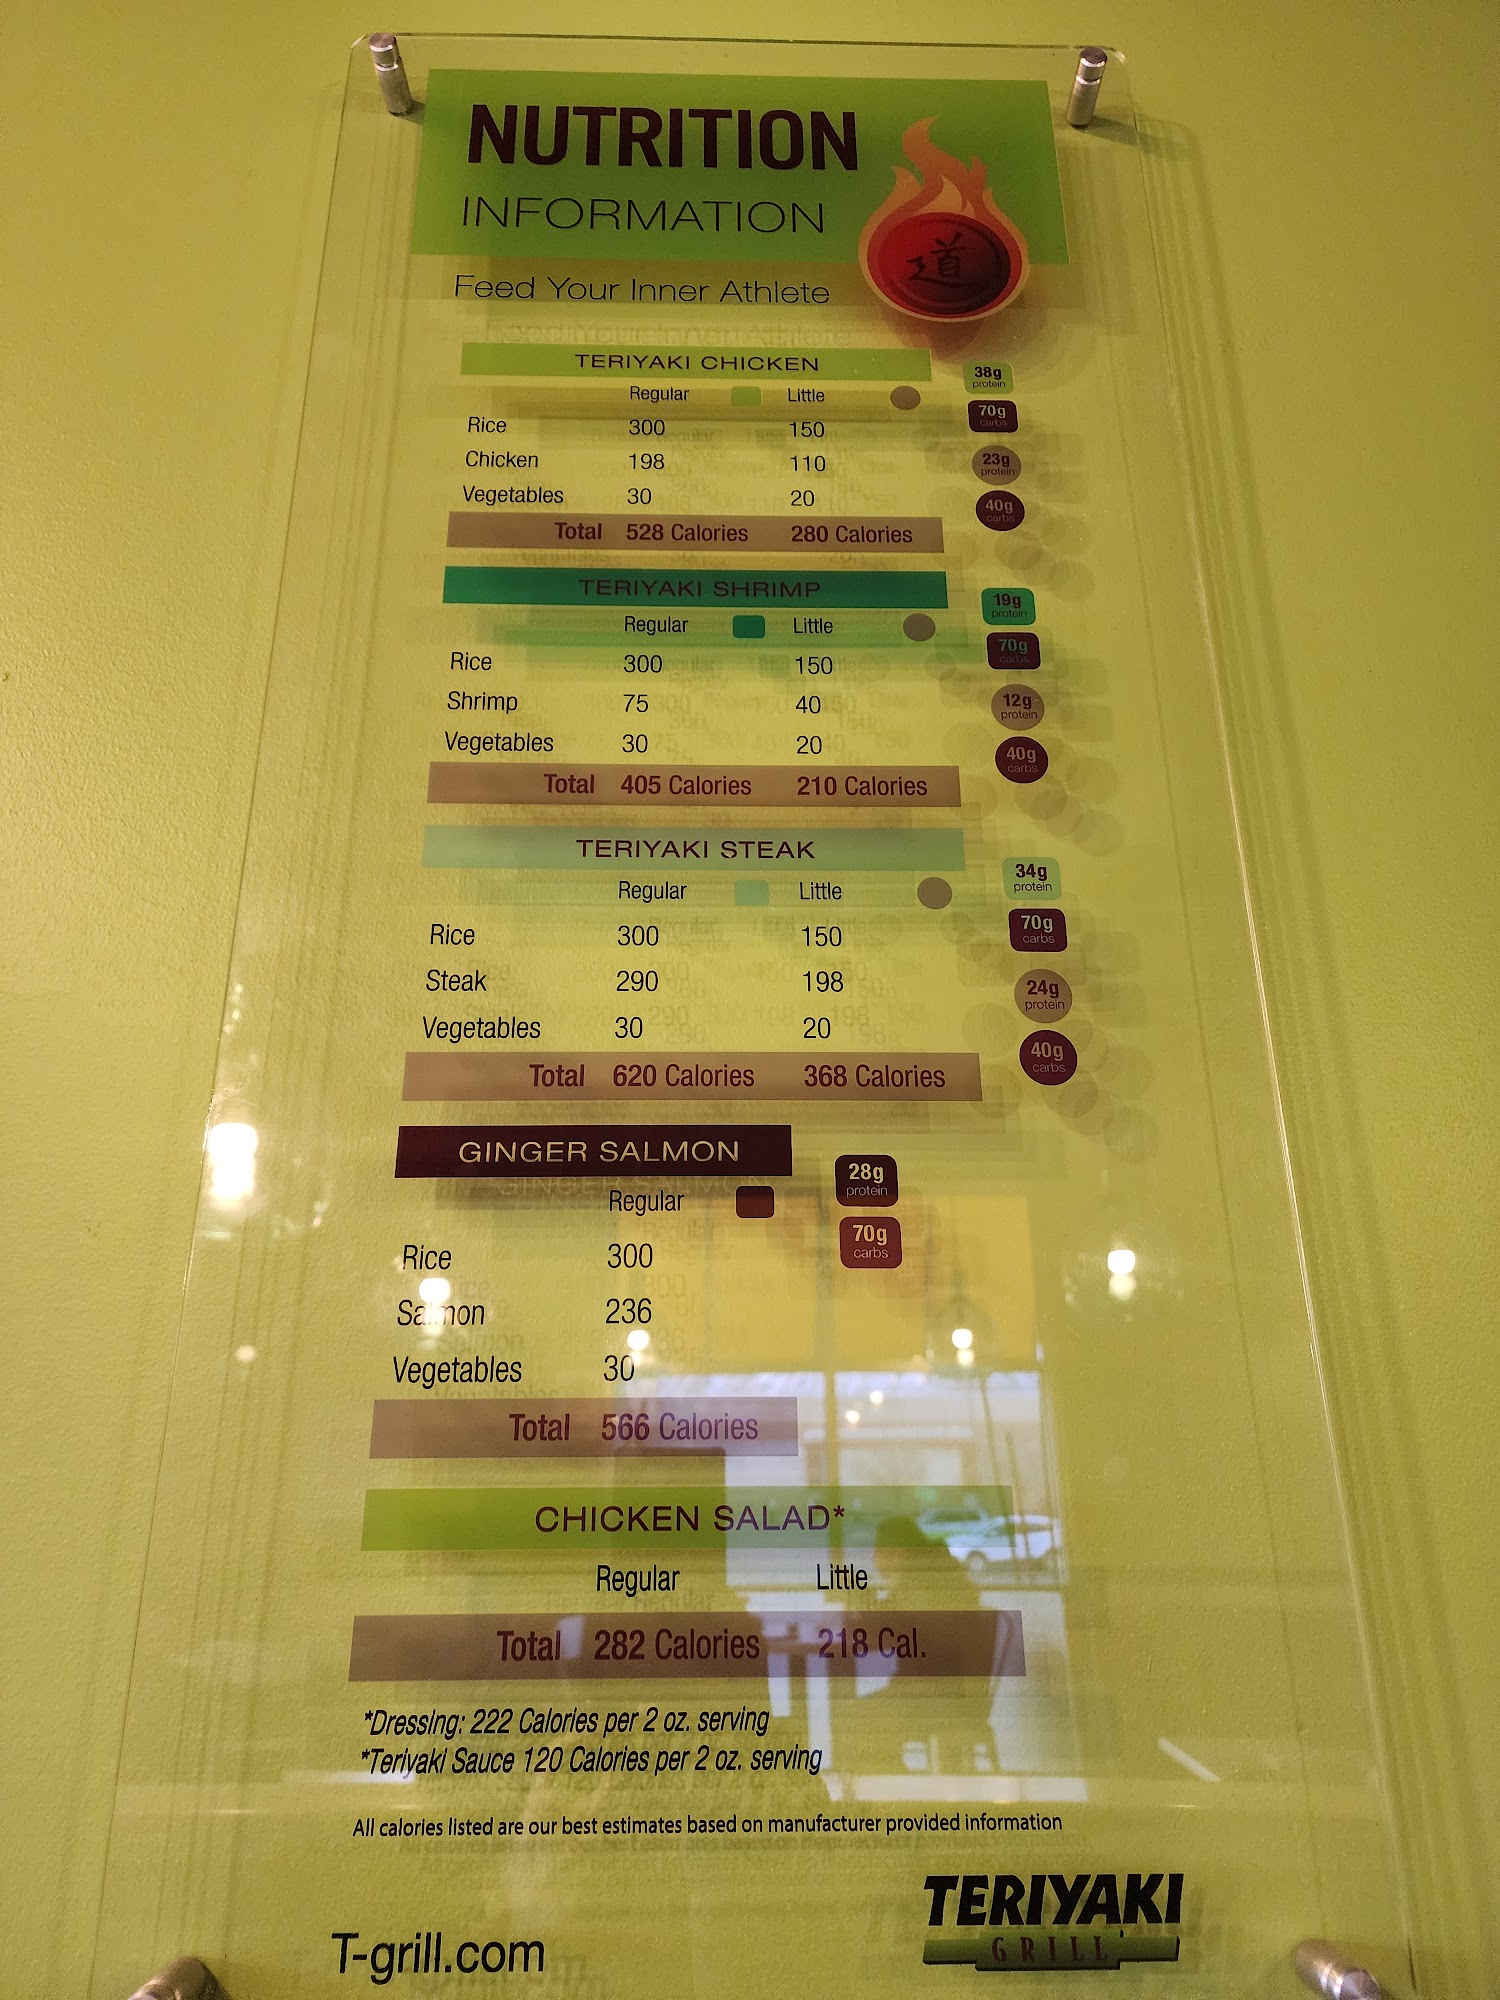 NUTRITION
INFORMATION
道
Feed Your Inner Athlete
TERIYAKI CHICKEN
Regular Little
Rice 300 150
Chicken 198 110
Vegetables 30 20
Total 528 Calories 280 Calories
38g
protein
70g
carbs
23g
protein
40g
carbs
TERIYAKI SHRIMP
Regular Little
Rice 300 150
Shrimp 75 40
Vegetables 30 20
Total 405 Calories 210 Calories
19g
protein
70g
carbs
12g
protein
40g
carbs
TERIYAKI STEAK
Regular Little
Rice 300 150
Steak 290 198
Vegetables 30 20
Total 620 Calories 368 Calories
34g
protein
70g
carbs
24g
protein
40g
carbs
GINGER SALMON
Regular
Rice 300
Salmon 236
Vegetables 30
Total 566 Calories
28g
protein
70g
carbs
CHICKEN SALAD*
Regular Little
Total 282 Calories 218 Cal.
*Dressing: 222 Calories per 2 oz. serving
*Teriyaki Sauce 120 Calories per 2 oz. serving
All calories listed are our best estimates based on manufacturer provided information
T-grill.com
TERIYAKI
GRILL